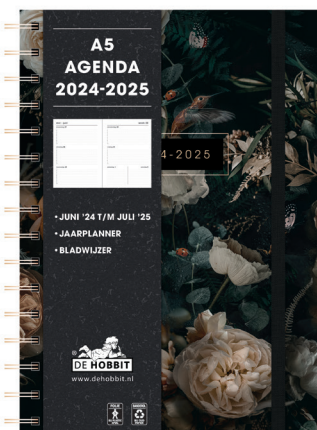 A5
AGENDA
2024-2025
4-2025
• JUNI '24 T/M JULI '25
• JAARPLANNER
• BLADWIJZER
®
DE HOBBIT
www.dehobbit.nl